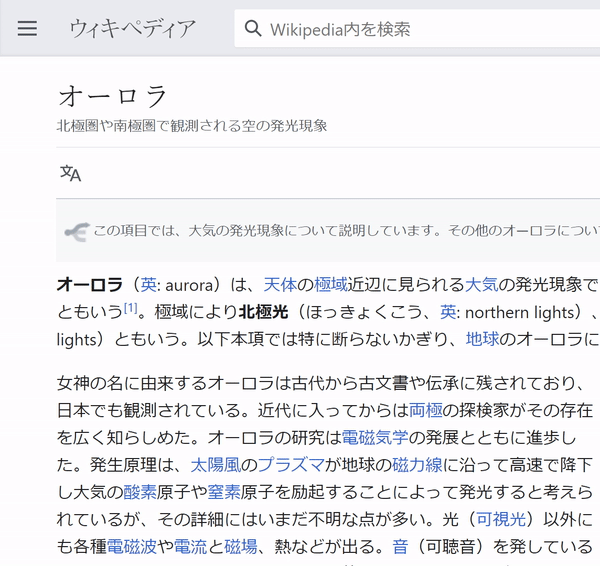 ウィキペディア
Wikipedia内を検索
オーロラ
北極圏や南極圏で観測される空の発光現象
この項目では、大気の発光現象について説明しています。その他のオーロラについ
オーロラ（英: aurora）は、天体の極域近辺に見られる大気の発光現象で
ともいう[1]。極域により北極光（ほっきょくこう、英: northern lights）、
lights）ともいう。以下本項では特に断らないかぎり、地球のオーロラに
女神の名に由来するオーロラは古代から古文書や伝承に残されており、
日本でも観測されている。近代に入ってからは両極の探検家がその存在
を広く知らしめた。オーロラの研究は電磁気学の発展とともに進歩し
た。発生原理は、太陽風のプラズマが地球の磁力線に沿って高速で降下
し大気の酸素原子や窒素原子を励起することによって発光すると考えら
れているが、その詳細にはいまだ不明な点が多い。光（可視光）以外に
も各種電磁波や電流と磁場、熱などが出る。音（可聴音）を発している